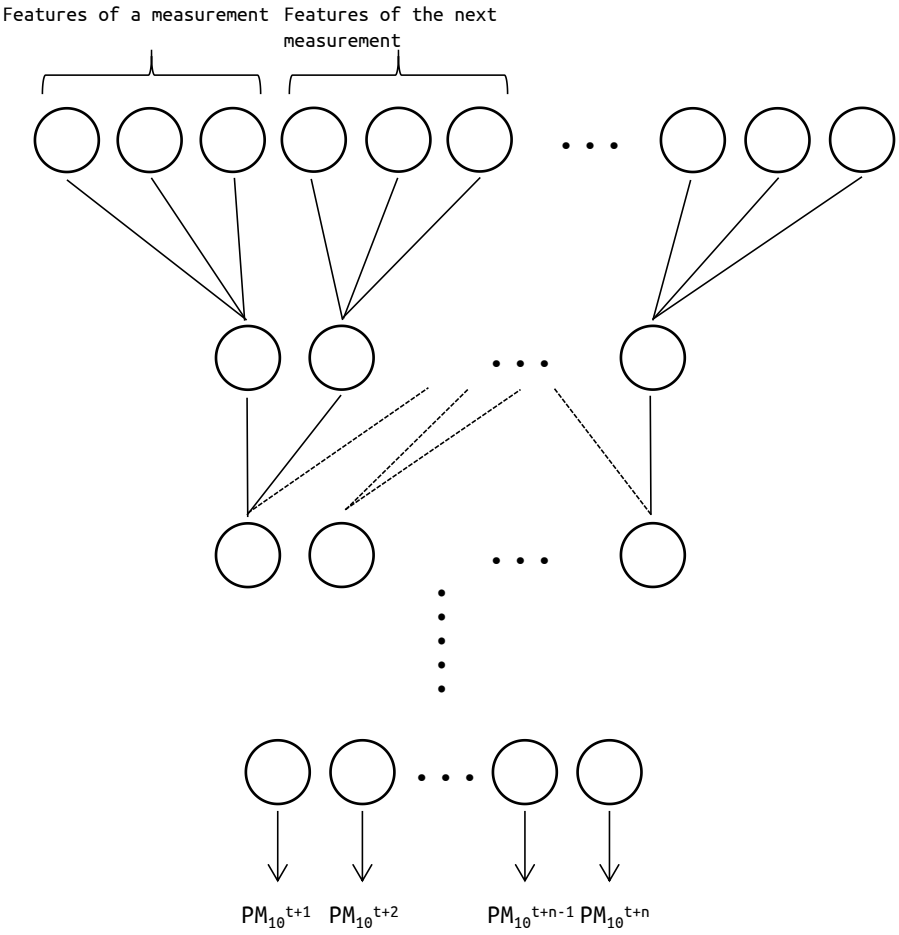 Features of a measurement
Features of the next
measurement
PM₁₀ᵗ⁺¹ PM₁₀ᵗ⁺² PM₁₀ᵗ⁺ⁿ⁻¹ PM₁₀ᵗ⁺ⁿ